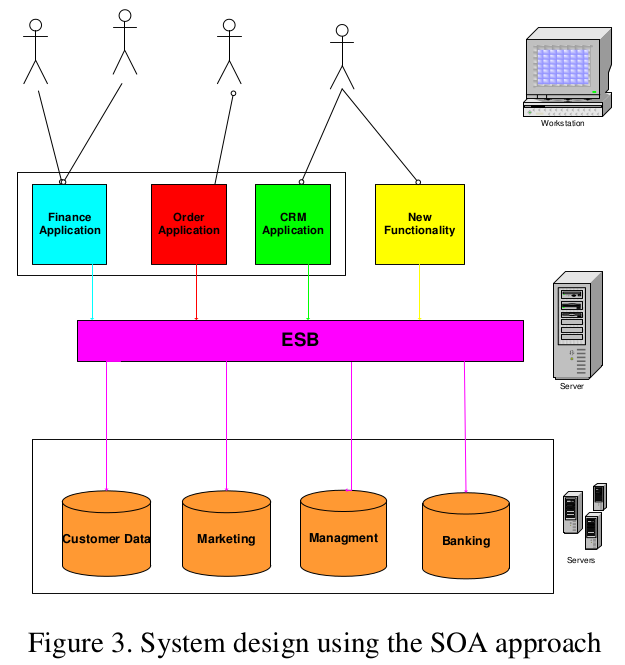 Workstation
Finance
Application
Order
Application
CRM
Application
New
Functionality
ESB
Server
Customer Data
Marketing
Managment
Banking
Servers
Figure 3. System design using the SOA approach